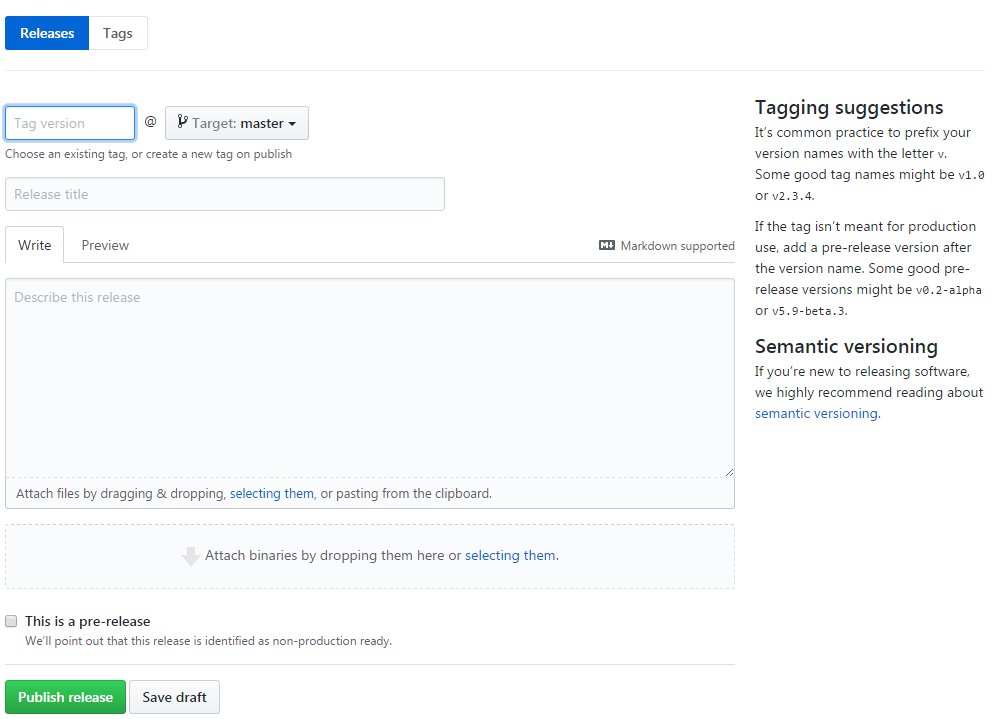 Releases Tags
Tag version @ Target: master
Choose an existing tag, or create a new tag on publish
Release title
Write Preview Markdown supported
Describe this release
Attach files by dragging & dropping, selecting them, or pasting from the clipboard.
Attach binaries by dropping them here or selecting them.
This is a pre-release
We’ll point out that this release is identified as non-production ready.
Publish release Save draft
Tagging suggestions
It’s common practice to prefix your
version names with the letter v.
Some good tag names might be v1.0
or v2.3.4.
If the tag isn’t meant for production
use, add a pre-release version after
the version name. Some good pre-
release versions might be v0.2-alpha
or v5.9-beta.3.
Semantic versioning
If you’re new to releasing software,
we highly recommend reading about
semantic versioning.